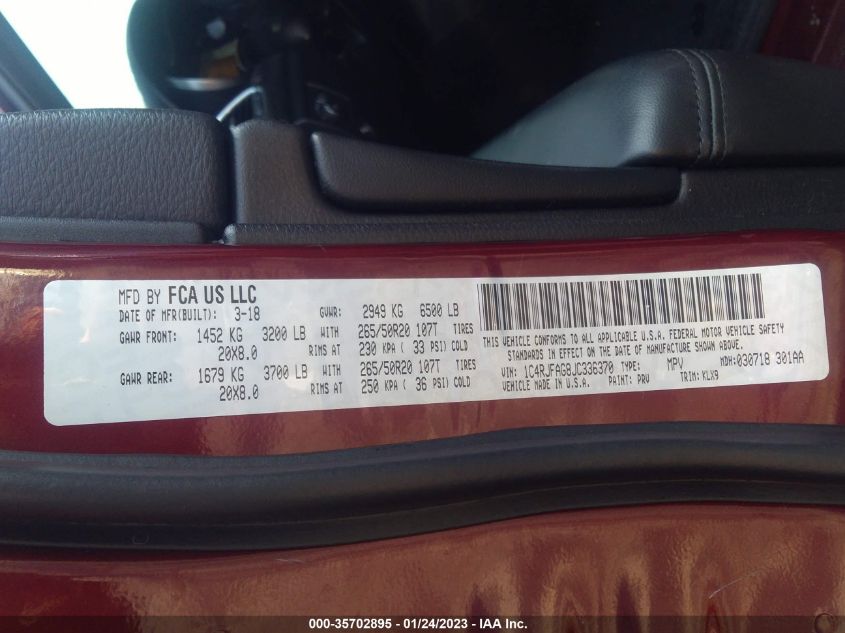 MFD BY FCA US LLC
DATE OF MFR(BUILT): 3-18 GVWR: 2949 KG 6500 LB
GAWR FRONT: 1452 KG 3200 LB WITH 265/50R20 107T TIRES
20X8.0 RIMS AT 230 KPA ( 33 PSI) COLD
GAWR REAR: 1679 KG 3700 LB WITH 265/50R20 107T TIRES
20X8.0 RIMS AT 250 KPA ( 36 PSI) COLD
THIS VEHICLE CONFORMS TO ALL APPLICABLE U.S.A. FEDERAL MOTOR VEHICLE SAFETY
STANDARDS IN EFFECT ON THE DATE OF MANUFACTURE SHOWN ABOVE.
VIN: 1C4RJFAG8JC336370 TYPE: MPV MDH:030718 301AA
MADE IN U.S.A. PAINT: PRV TRIM: KLX9
000-35702895 - 01/24/2023 - IAA Inc.